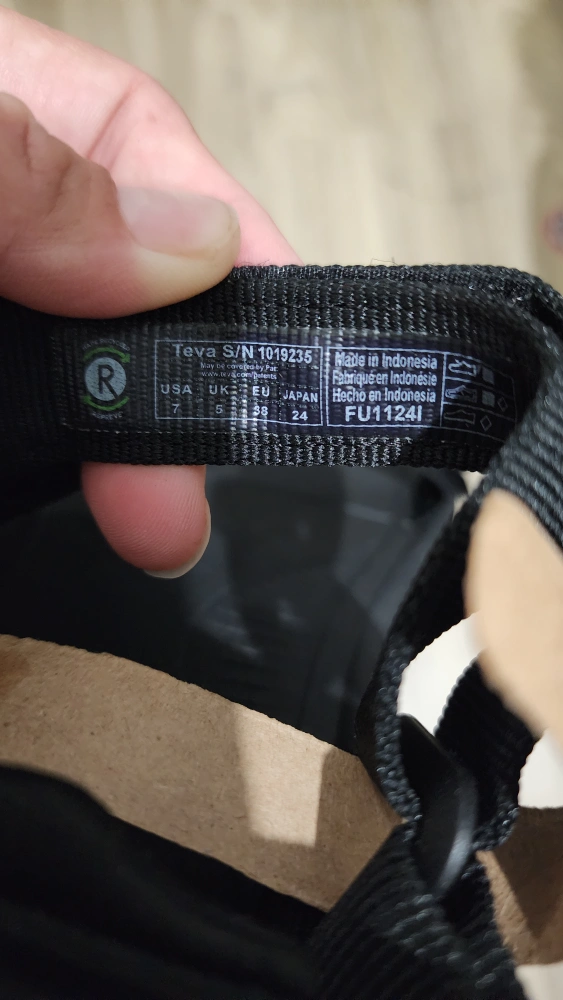 R
Teva S/N 1019235
May be covered by Pat:
www.teva.com/patents
USA UK EU JAPAN
7 5 38 24
Made in Indonesia
Fabriqué en Indonésie
Hecho en Indonesia
FU1124I